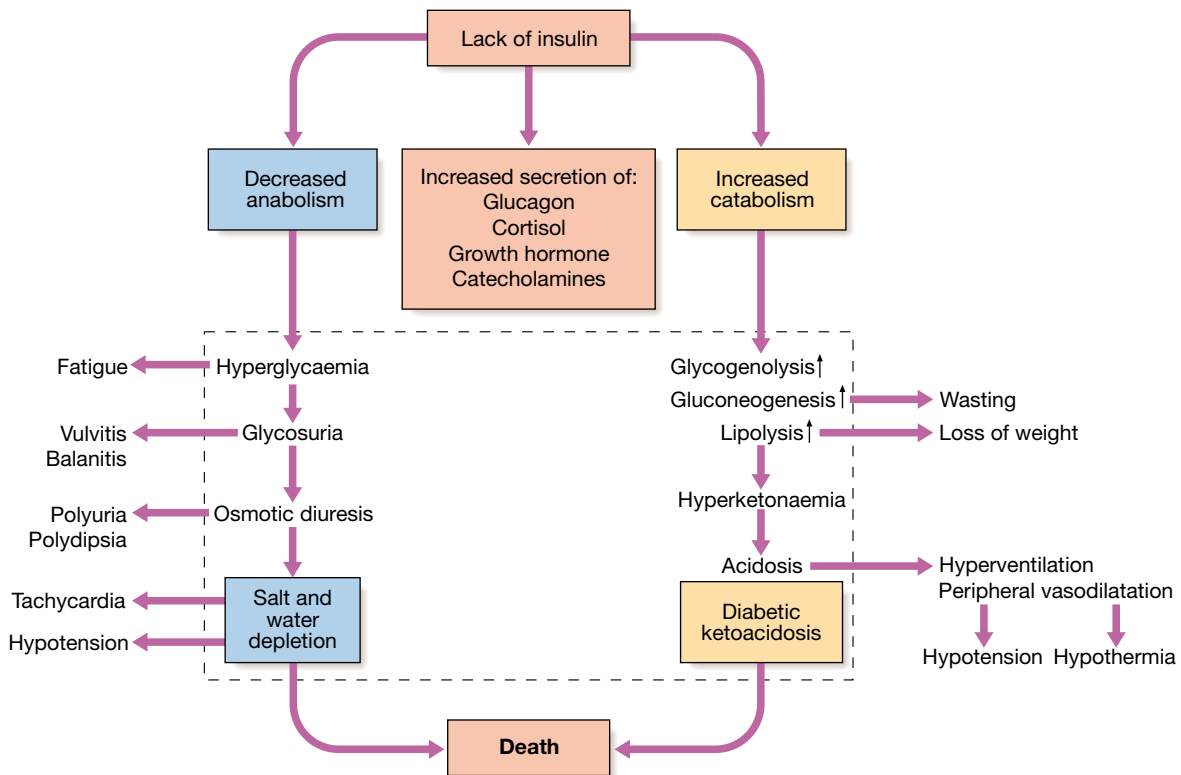 Lack of insulin
Decreased
anabolism
Increased secretion of:
Glucagon
Cortisol
Growth hormone
Catecholamines
Increased
catabolism
Fatigue
Hyperglycaemia
Vulvitis
Balanitis
Glycosuria
Polyuria
Polydipsia
Osmotic diuresis
Tachycardia
Hypotension
Salt and
water
depletion
Glycogenolysis↑
Gluconeogenesis↑
Wasting
Lipolysis↑
Loss of weight
Hyperketonaemia
Acidosis
Hyperventilation
Peripheral vasodilatation
Hypotension
Hypothermia
Diabetic
ketoacidosis
Death